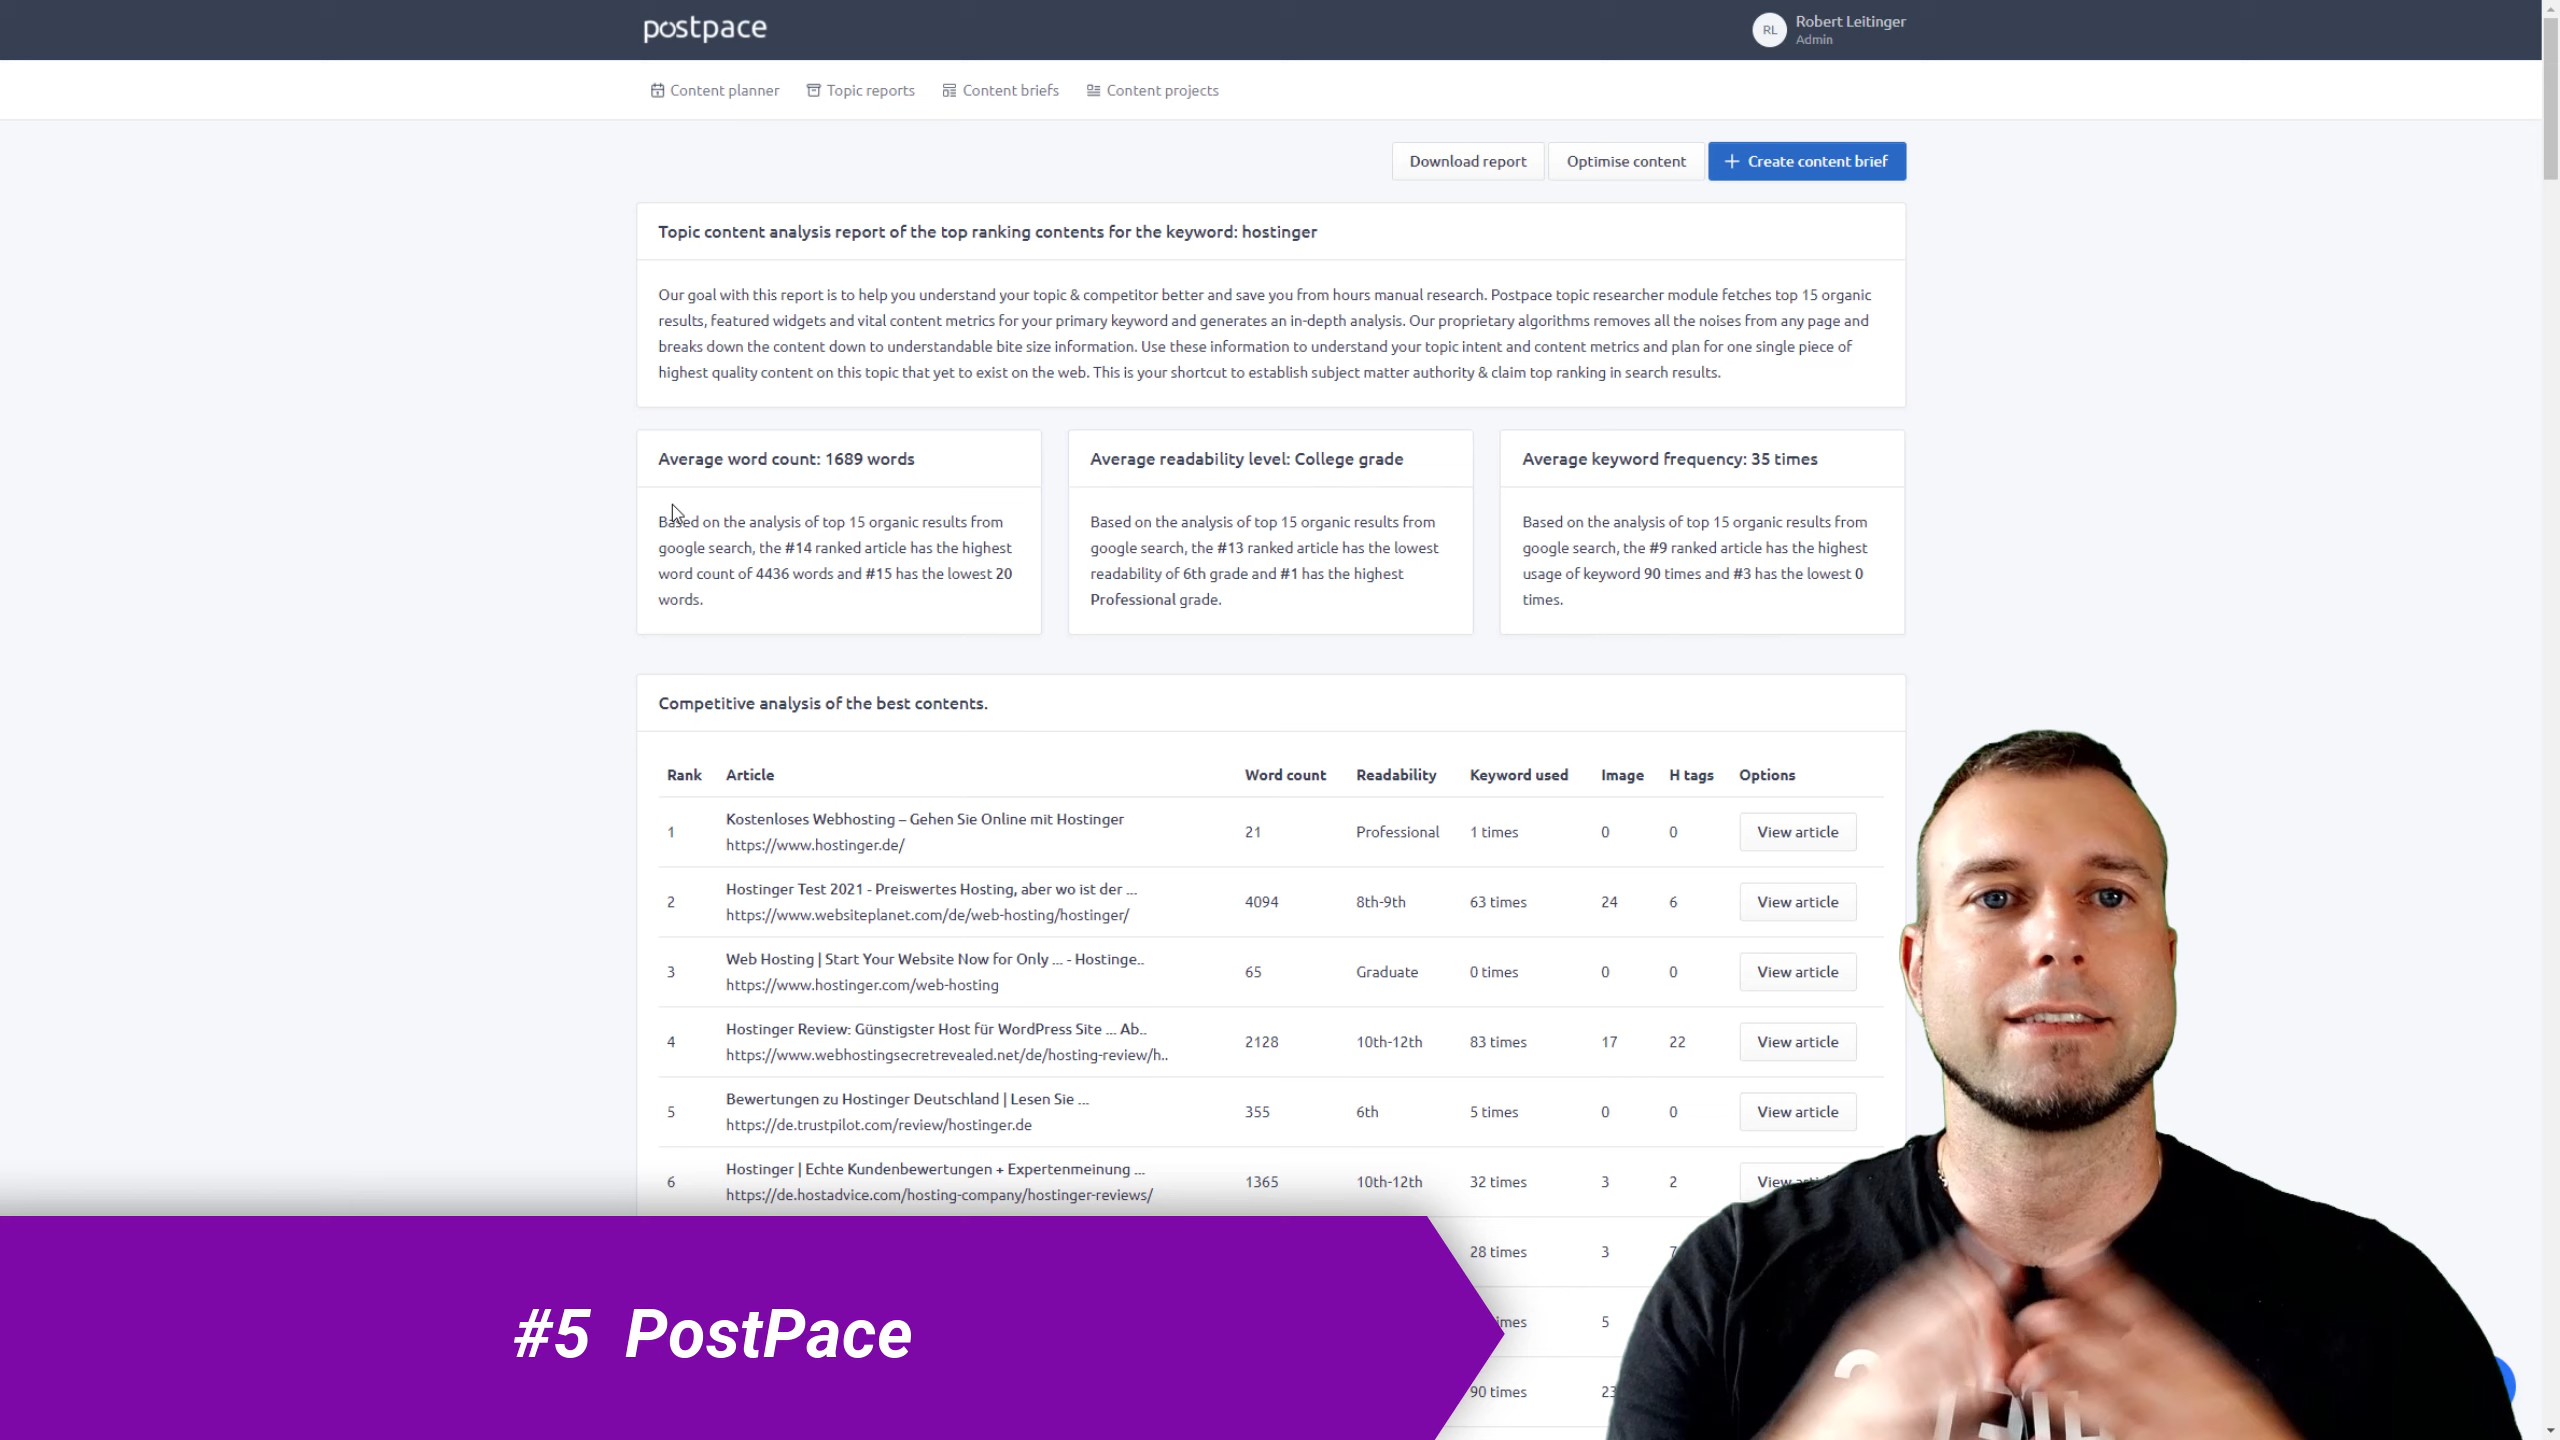 postpace
RL
Robert Leitinger
Admin
Content planner
Topic reports
Content briefs
Content projects
Download report
Optimise content
+ Create content brief
Topic content analysis report of the top ranking contents for the keyword: hostinger
Our goal with this report is to help you understand your topic & competitor better and save you from hours manual research. Postpace topic researcher module fetches top 15 organic
results, featured widgets and vital content metrics for your primary keyword and generates an in-depth analysis. Our proprietary algorithms removes all the noises from any page and
breaks down the content down to understandable bite size information. Use these information to understand your topic intent and content metrics and plan for one single piece of
highest quality content on this topic that yet to exist on the web. This is your shortcut to establish subject matter authority & claim top ranking in search results.
Average word count: 1689 words
Based on the analysis of top 15 organic results from
google search, the #14 ranked article has the highest
word count of 4436 words and #15 has the lowest 20
words.
Average readability level: College grade
Based on the analysis of top 15 organic results from
google search, the #13 ranked article has the lowest
readability of 6th grade and #1 has the highest
Professional grade.
Average keyword frequency: 35 times
Based on the analysis of top 15 organic results from
google search, the #9 ranked article has the highest
usage of keyword 90 times and #3 has the lowest 0
times.
Competitive analysis of the best contents.
Rank Article Word count Readability Keyword used Image H tags Options
1 Kostenloses Webhosting – Gehen Sie Online mit Hostinger 21 Professional 1 times 0 0 View article
https://www.hostinger.de/
2 Hostinger Test 2021 - Preiswertes Hosting, aber wo ist der ... 4094 8th-9th 63 times 24 6 View article
https://www.websiteplanet.com/de/web-hosting/hostinger/
3 Web Hosting | Start Your Website Now for Only ... - Hostinge.. 65 Graduate 0 times 0 0 View article
https://www.hostinger.com/web-hosting
4 Hostinger Review: Günstigster Host für WordPress Site ... Ab.. 2128 10th-12th 83 times 17 22 View article
https://www.webhostingsecretrevealed.net/de/hosting-review/h..
5 Bewertungen zu Hostinger Deutschland | Lesen Sie ... 355 6th 5 times 0 0 View article
https://de.trustpilot.com/review/hostinger.de
6 Hostinger | Echte Kundenbewertungen + Expertenmeinung ... 1365 10th-12th 32 times 3 2 View
https://de.hostadvice.com/hosting-company/hostinger-reviews/
28 times 3 7
5
90 times 23
#5 PostPace